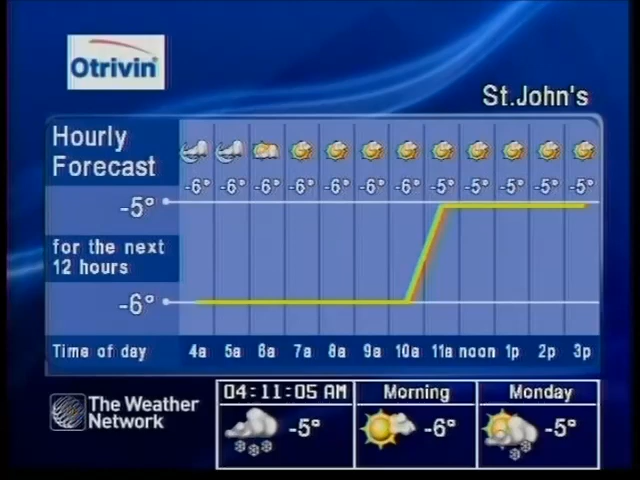 Otrivin
St.John's
Hourly
Forecast
-6° -6° -6° -6° -6° -6° -6° -5° -5° -5° -5° -5°
-5°
for the next
12 hours
-6°
Time of day 4a 5a 6a 7a 8a 9a 10a 11a noon 1p 2p 3p
The Weather
Network
04:11:05 AM Morning Monday
-5° -6° -5°